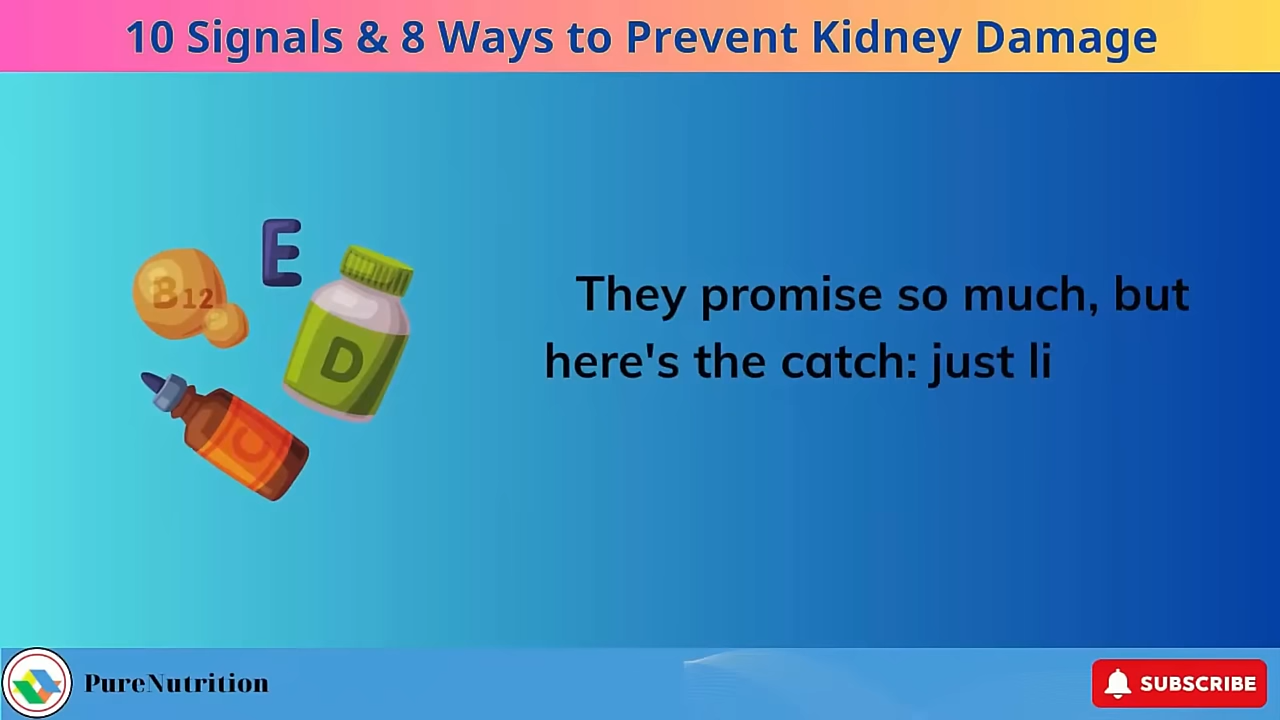 10 Signals & 8 Ways to Prevent Kidney Damage
E
B12
D
C
They promise so much, but
here's the catch: just li
PureNutrition
SUBSCRIBE